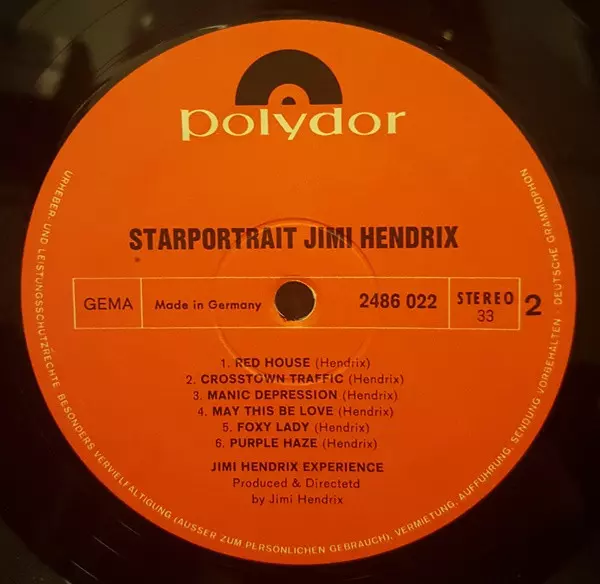 polydor
STARPORTRAIT JIMI HENDRIX
GEMA
Made in Germany
2486 022
STEREO
33
2
1. RED HOUSE (Hendrix)
2. CROSSTOWN TRAFFIC (Hendrix)
3. MANIC DEPRESSION (Hendrix)
4. MAY THIS BE LOVE (Hendrix)
5. FOXY LADY (Hendrix)
6. PURPLE HAZE (Hendrix)
JIMI HENDRIX EXPERIENCE
Produced & Directetd
by Jimi Hendrix
URHEBER- UND LEISTUNGSSCHUTZRECHTE BESONDERS VERVIELFÄLTIGUNG (AUSSER ZUM PERSÖNLICHEN GEBRAUCH), VERMIETUNG, AUFFÜHRUNG, SENDUNG VORBEHALTEN · DEUTSCHE GRAMMOPHON